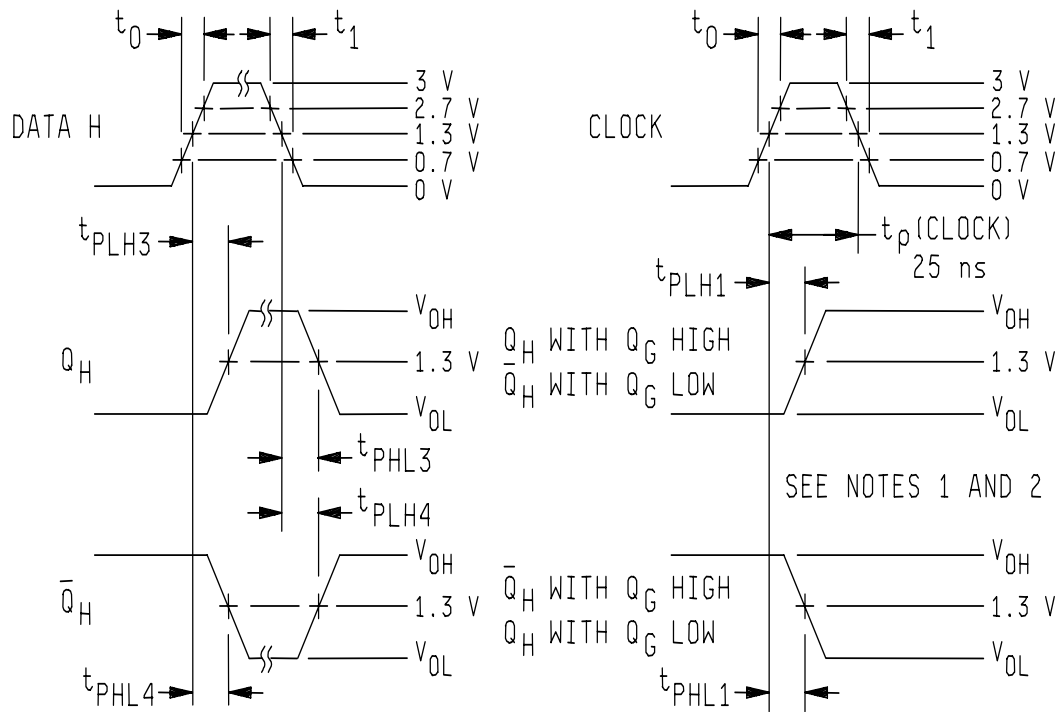 t0 t1
3 V
2.7 V
DATA H
1.3 V
0.7 V
0 V
tPLH3
VOH
QH
1.3 V
VOL
tPHL3
tPLH4
VOH
Q̅H
1.3 V
VOL
tPHL4
t0 t1
3 V
2.7 V
CLOCK
1.3 V
0.7 V
0 V
tp (CLOCK)
25 ns
tPLH1
VOH
QH WITH QG HIGH
1.3 V
Q̅H WITH QG LOW
VOL
SEE NOTES 1 AND 2
VOH
Q̅H WITH QG HIGH
1.3 V
QH WITH QG LOW
VOL
tPHL1